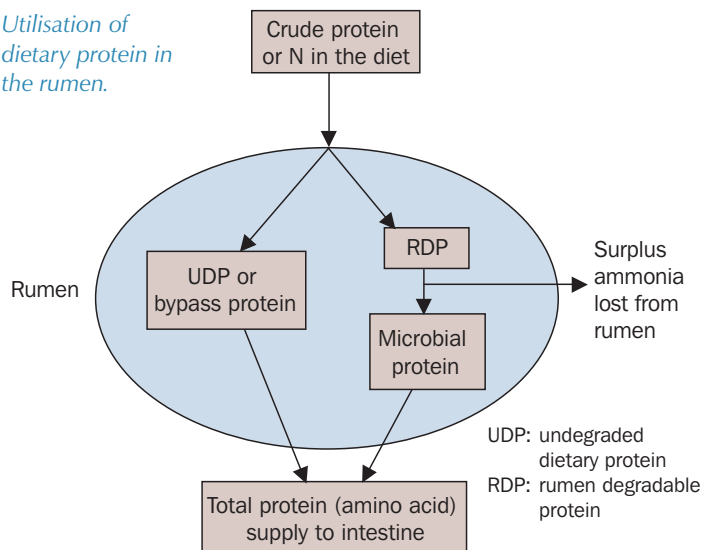 Utilisation of
dietary protein in
the rumen.
Crude protein
or N in the diet
Rumen
UDP or
bypass protein
RDP
Microbial
protein
Surplus
ammonia
lost from
rumen
UDP: undegraded
dietary protein
RDP: rumen degradable
protein
Total protein (amino acid)
supply to intestine